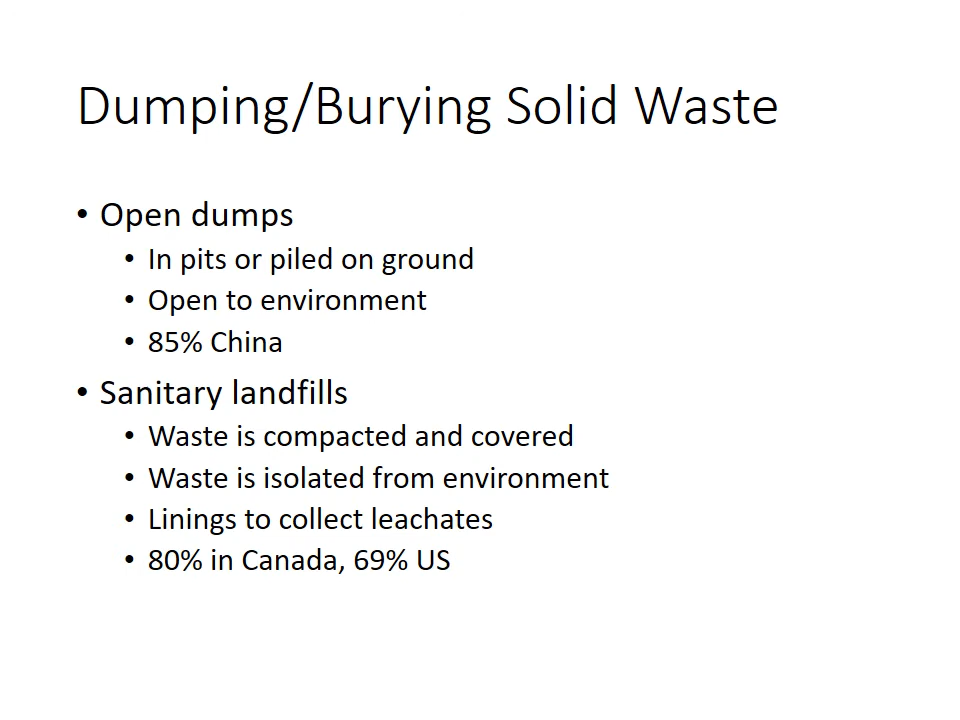 Dumping/Burying Solid Waste
• Open dumps
• In pits or piled on ground
• Open to environment
• 85% China
• Sanitary landfills
• Waste is compacted and covered
• Waste is isolated from environment
• Linings to collect leachates
• 80% in Canada, 69% US